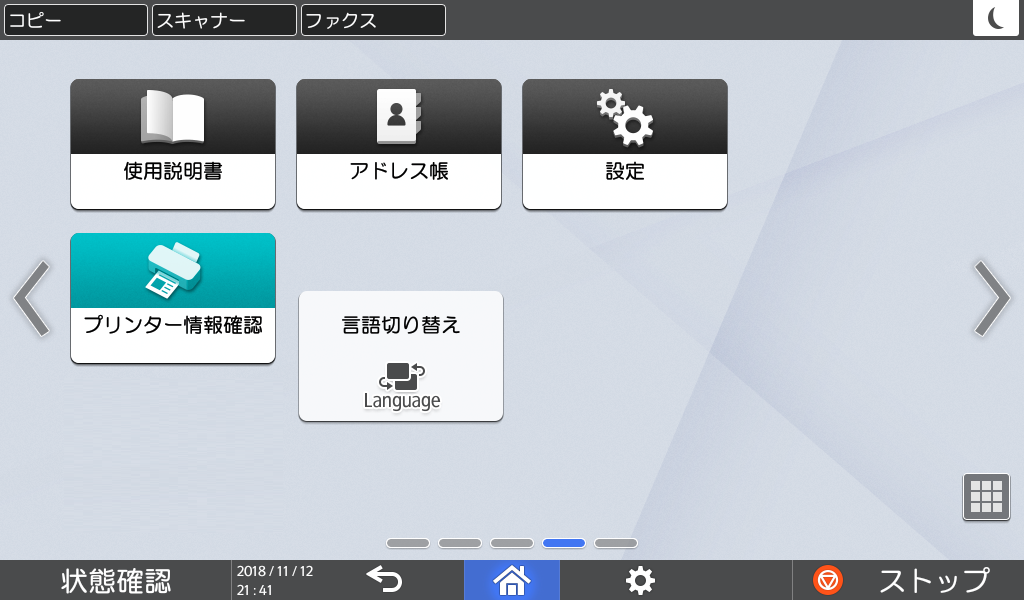 コピー
スキャナー
ファクス
使用説明書
アドレス帳
設定
プリンター情報確認
言語切り替え
Language
状態確認
2018 / 11 / 12
21 : 41
ストップ